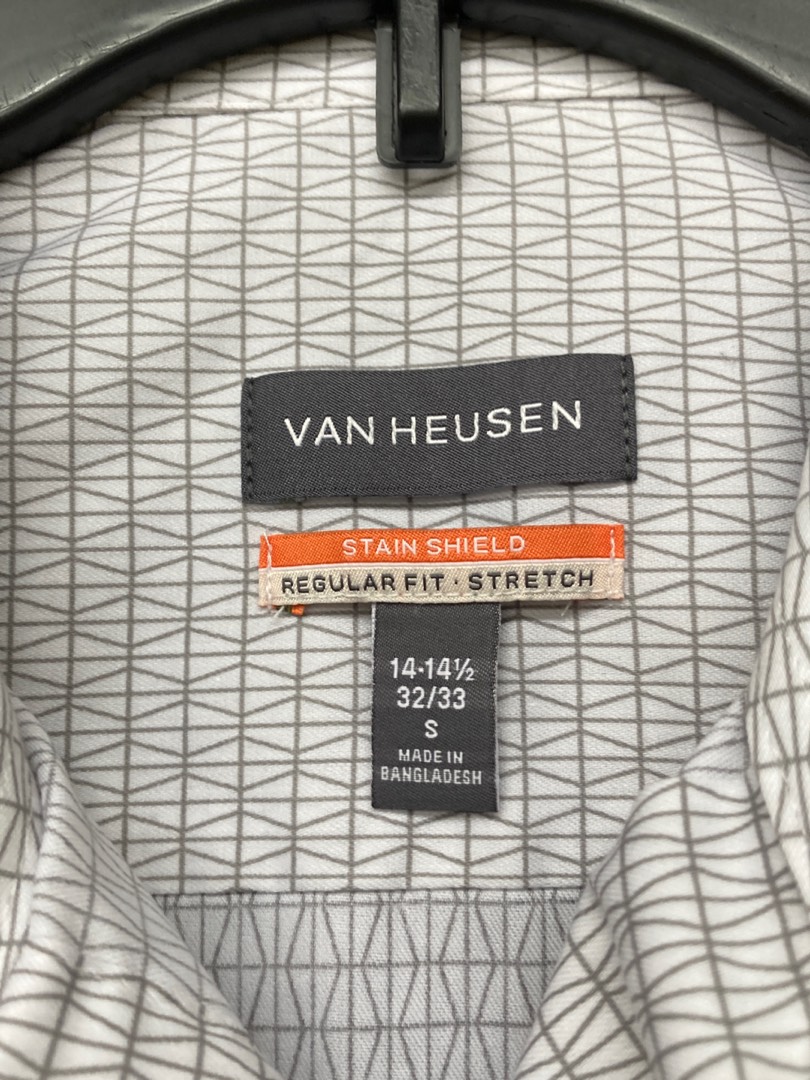 VAN HEUSEN
STAIN SHIELD
REGULAR FIT · STRETCH
14-14½
32/33
S
MADE IN
BANGLADESH